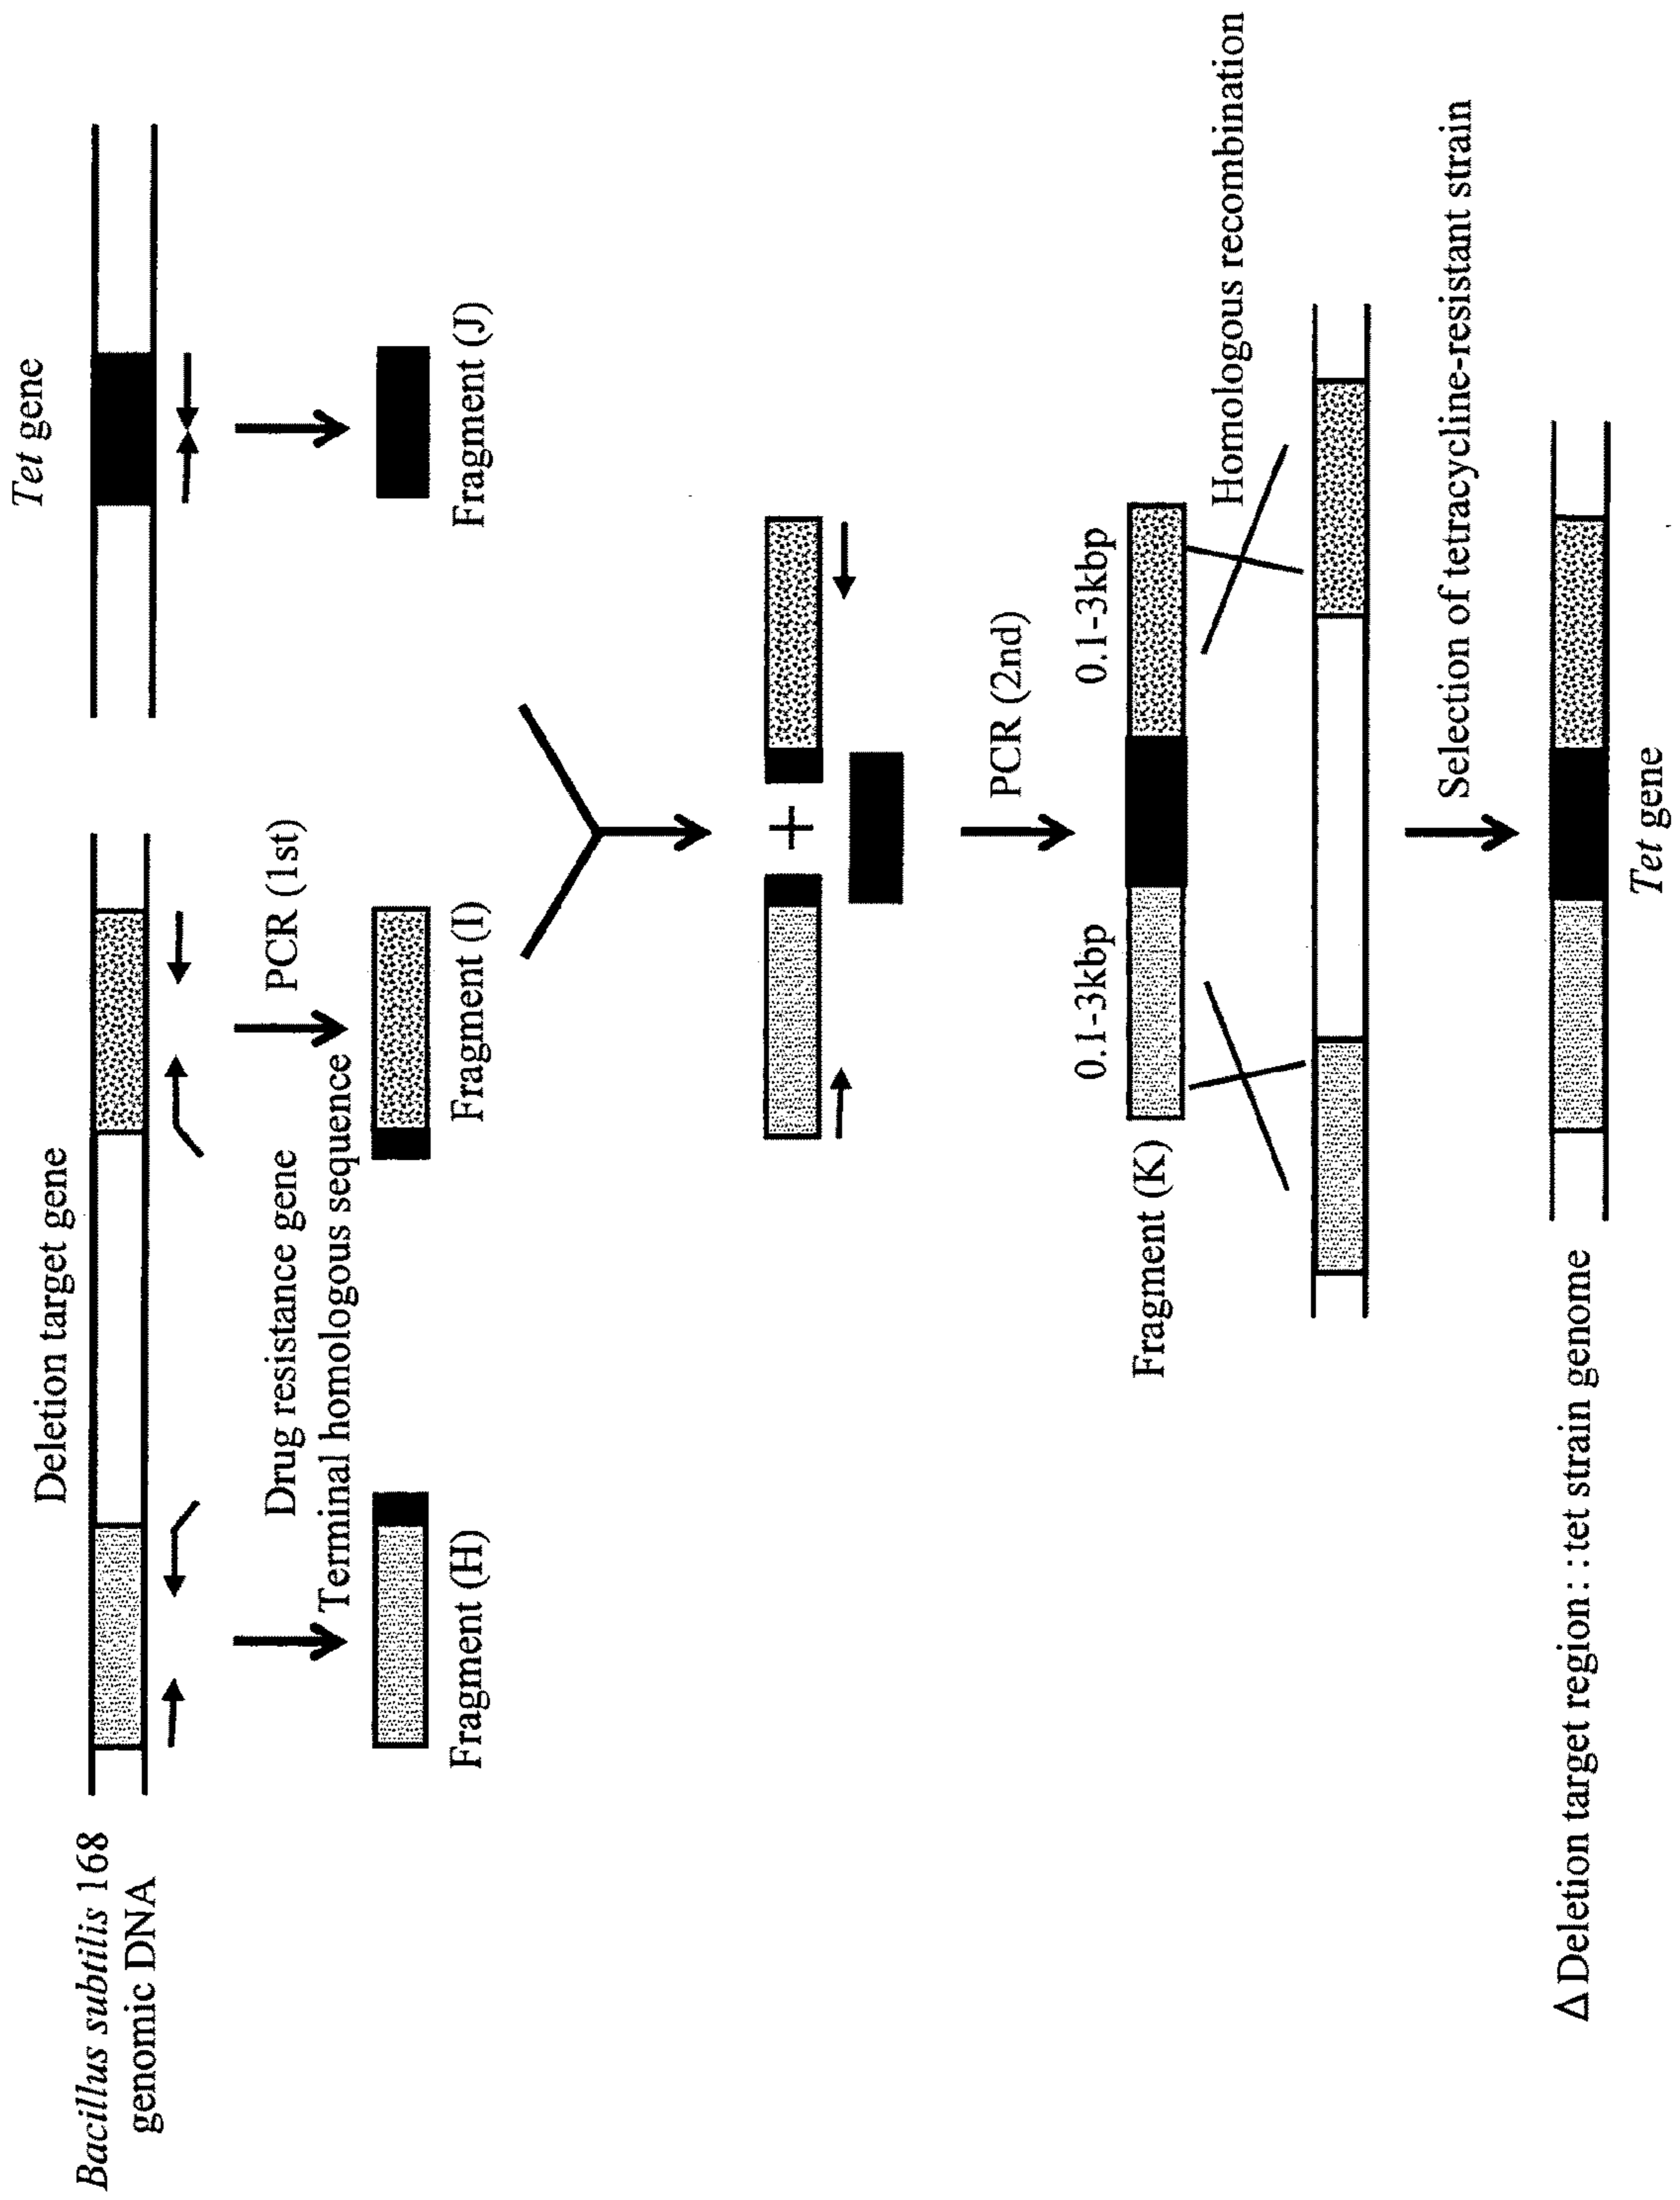 Deletion target gene
Tet gene
Bacillus subtilis 168
genomic DNA
Drug resistance gene
Terminal homologous sequence
PCR (1st)
Fragment (H)
Fragment (I)
Fragment (J)
+
PCR (2nd)
0.1-3kbp
0.1-3kbp
Fragment (K)
Homologous recombination
Selection of tetracycline-resistant strain
Δ Deletion target region::tet strain genome
Tet gene